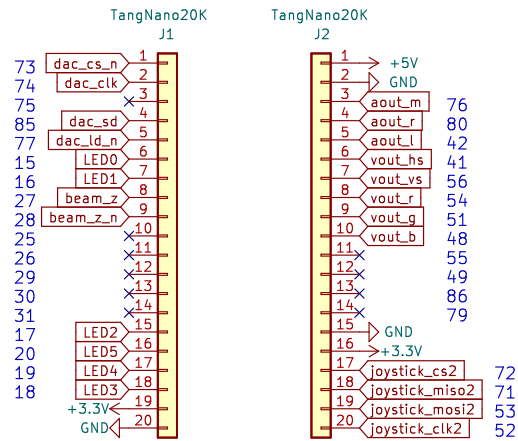 TangNano20K TangNano20K
J1 J2
73 dac_cs_n 1 1 +5V
74 dac_clk 2 2 GND
75 3 3 aout_m 76
85 dac_sd 4 4 aout_r 80
77 dac_ld_n 5 5 aout_l 42
15 LED0 6 6 vout_hs 41
16 LED1 7 7 vout_vs 56
27 beam_z 8 8 vout_r 54
28 beam_z_n 9 9 vout_g 51
25 10 10 vout_b 48
26 11 11 55
29 12 12 49
30 13 13 86
31 14 14 79
17 LED2 15 15 GND
20 LED5 16 16 +3.3V
19 LED4 17 17 joystick_cs2 72
18 LED3 18 18 joystick_miso2 71
+3.3V 19 19 joystick_mosi2 53
GND 20 20 joystick_clk2 52